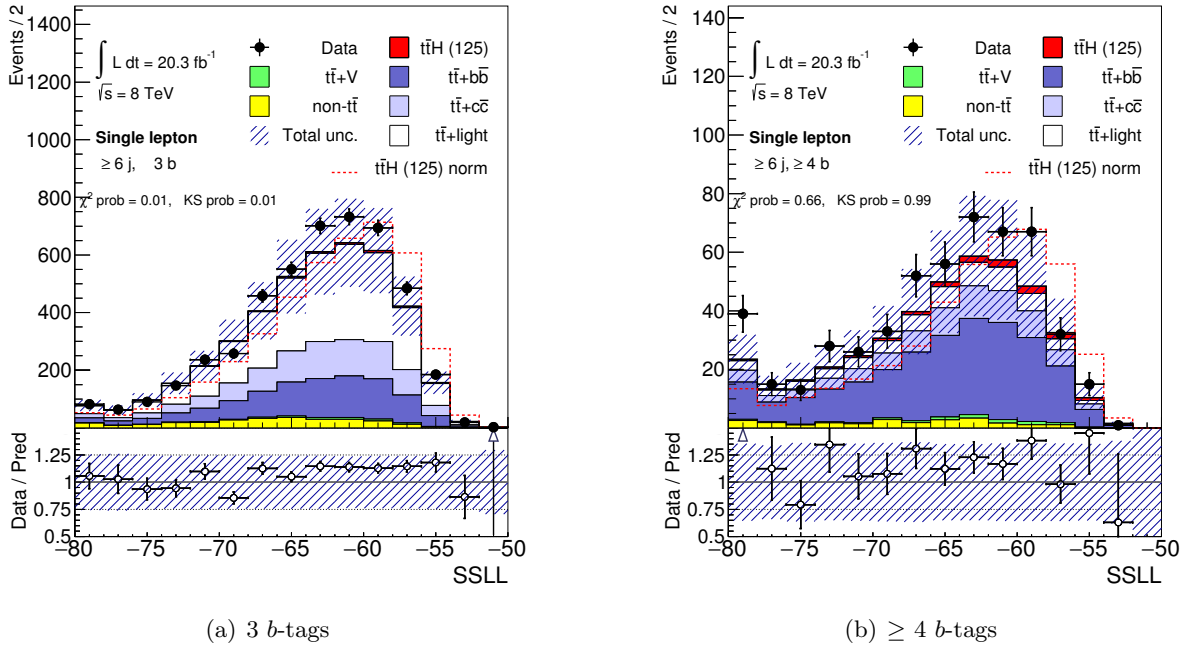 Events / 2
1400
1200
1000
800
600
400
200
∫ L dt = 20.3 fb⁻¹
√s = 8 TeV
Single lepton
≥ 6 j, 3 b
χ² prob = 0.01, KS prob = 0.01
Data
tt̄H (125)
tt̄+V
tt̄+bb̄
non-tt̄
tt̄+cc̄
Total unc.
tt̄+light
tt̄H (125) norm
Data / Pred
1.25
1
0.75
0.5
−80 −75 −70 −65 −60 −55 −50
SSLL
(a) 3 b-tags
Events / 2
140
120
100
80
60
40
20
∫ L dt = 20.3 fb⁻¹
√s = 8 TeV
Single lepton
≥ 6 j, ≥ 4 b
χ² prob = 0.66, KS prob = 0.99
Data
tt̄H (125)
tt̄+V
tt̄+bb̄
non-tt̄
tt̄+cc̄
Total unc.
tt̄+light
tt̄H (125) norm
Data / Pred
1.25
1
0.75
0.5
−80 −75 −70 −65 −60 −55 −50
SSLL
(b) ≥ 4 b-tags